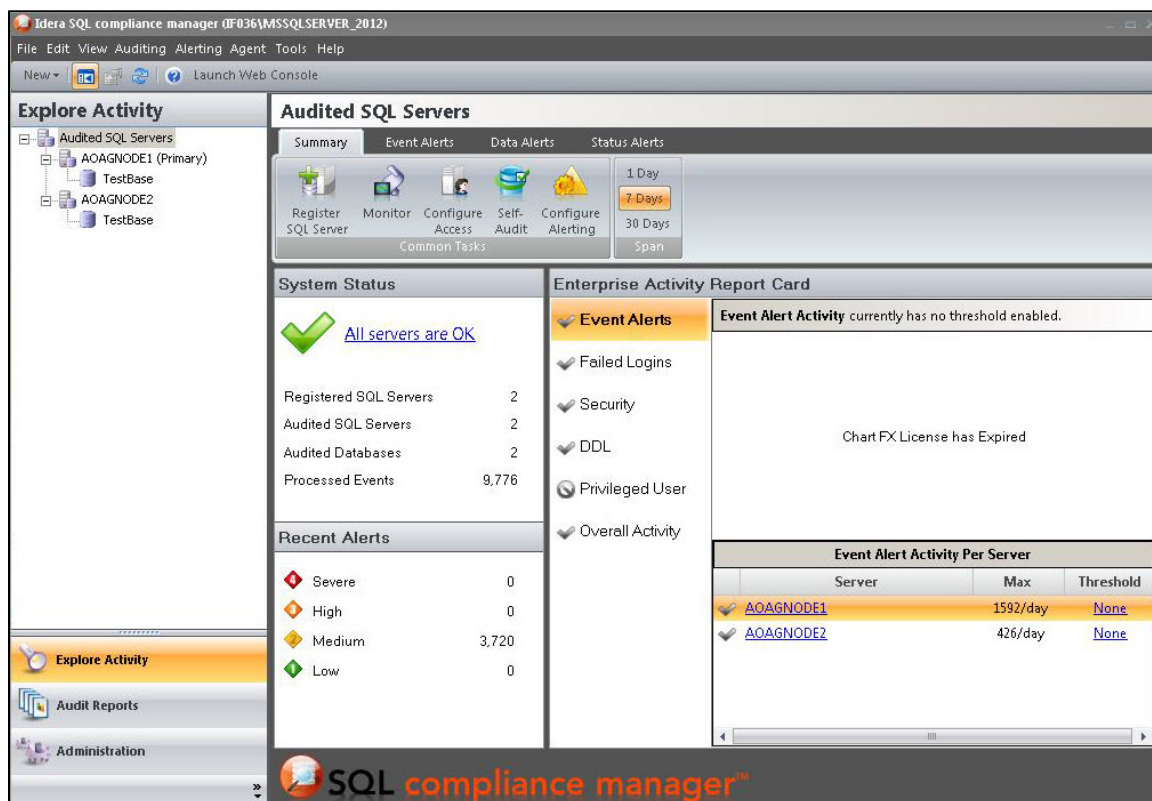 Idera SQL compliance manager (IF036\MSSQLSERVER_2012)
File Edit View Auditing Alerting Agent Tools Help
New Launch Web Console
Explore Activity
Audited SQL Servers
AOAGNODE1 (Primary)
TestBase
AOAGNODE2
TestBase
Explore Activity
Audit Reports
Administration
Audited SQL Servers
Summary Event Alerts Data Alerts Status Alerts
Register SQL Server
Monitor
Configure Access
Self-Audit
Configure Alerting
Common Tasks
1 Day
7 Days
30 Days
Span
System Status
All servers are OK
Registered SQL Servers 2
Audited SQL Servers 2
Audited Databases 2
Processed Events 9,776
Recent Alerts
4 Severe 0
3 High 0
2 Medium 3,720
1 Low 0
Enterprise Activity Report Card
Event Alerts
Failed Logins
Security
DDL
Privileged User
Overall Activity
Event Alert Activity currently has no threshold enabled.
Chart FX License has Expired
Event Alert Activity Per Server
Server Max Threshold
AOAGNODE1 1592/day None
AOAGNODE2 426/day None
SQL compliance manager™